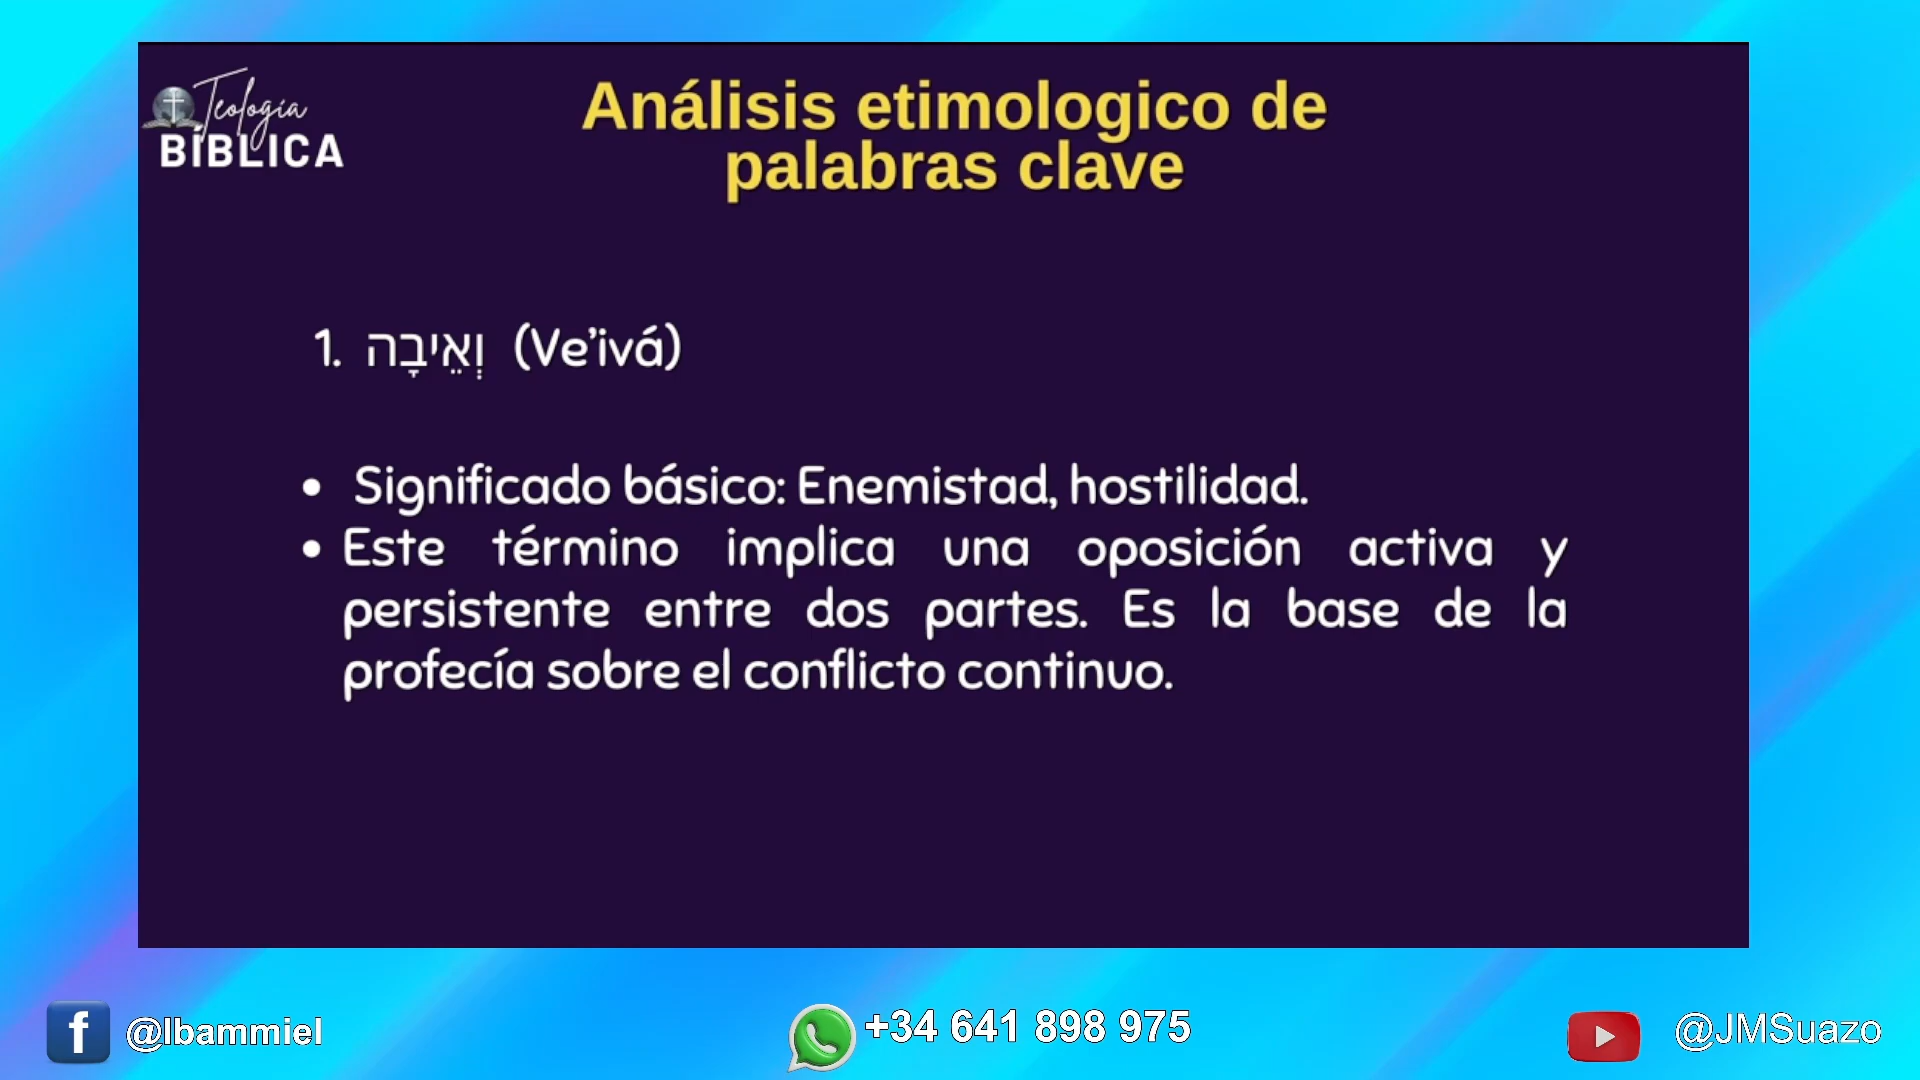 Teología
BÍBLICA
Análisis etimologico de
palabras clave
1. וְאֵיבָה (Ve’ivá)
• Significado básico: Enemistad, hostilidad.
• Este término implica una oposición activa y
persistente entre dos partes. Es la base de la
profecía sobre el conflicto continuo.
f @lbammiel
+34 641 898 975
@JMSuazo